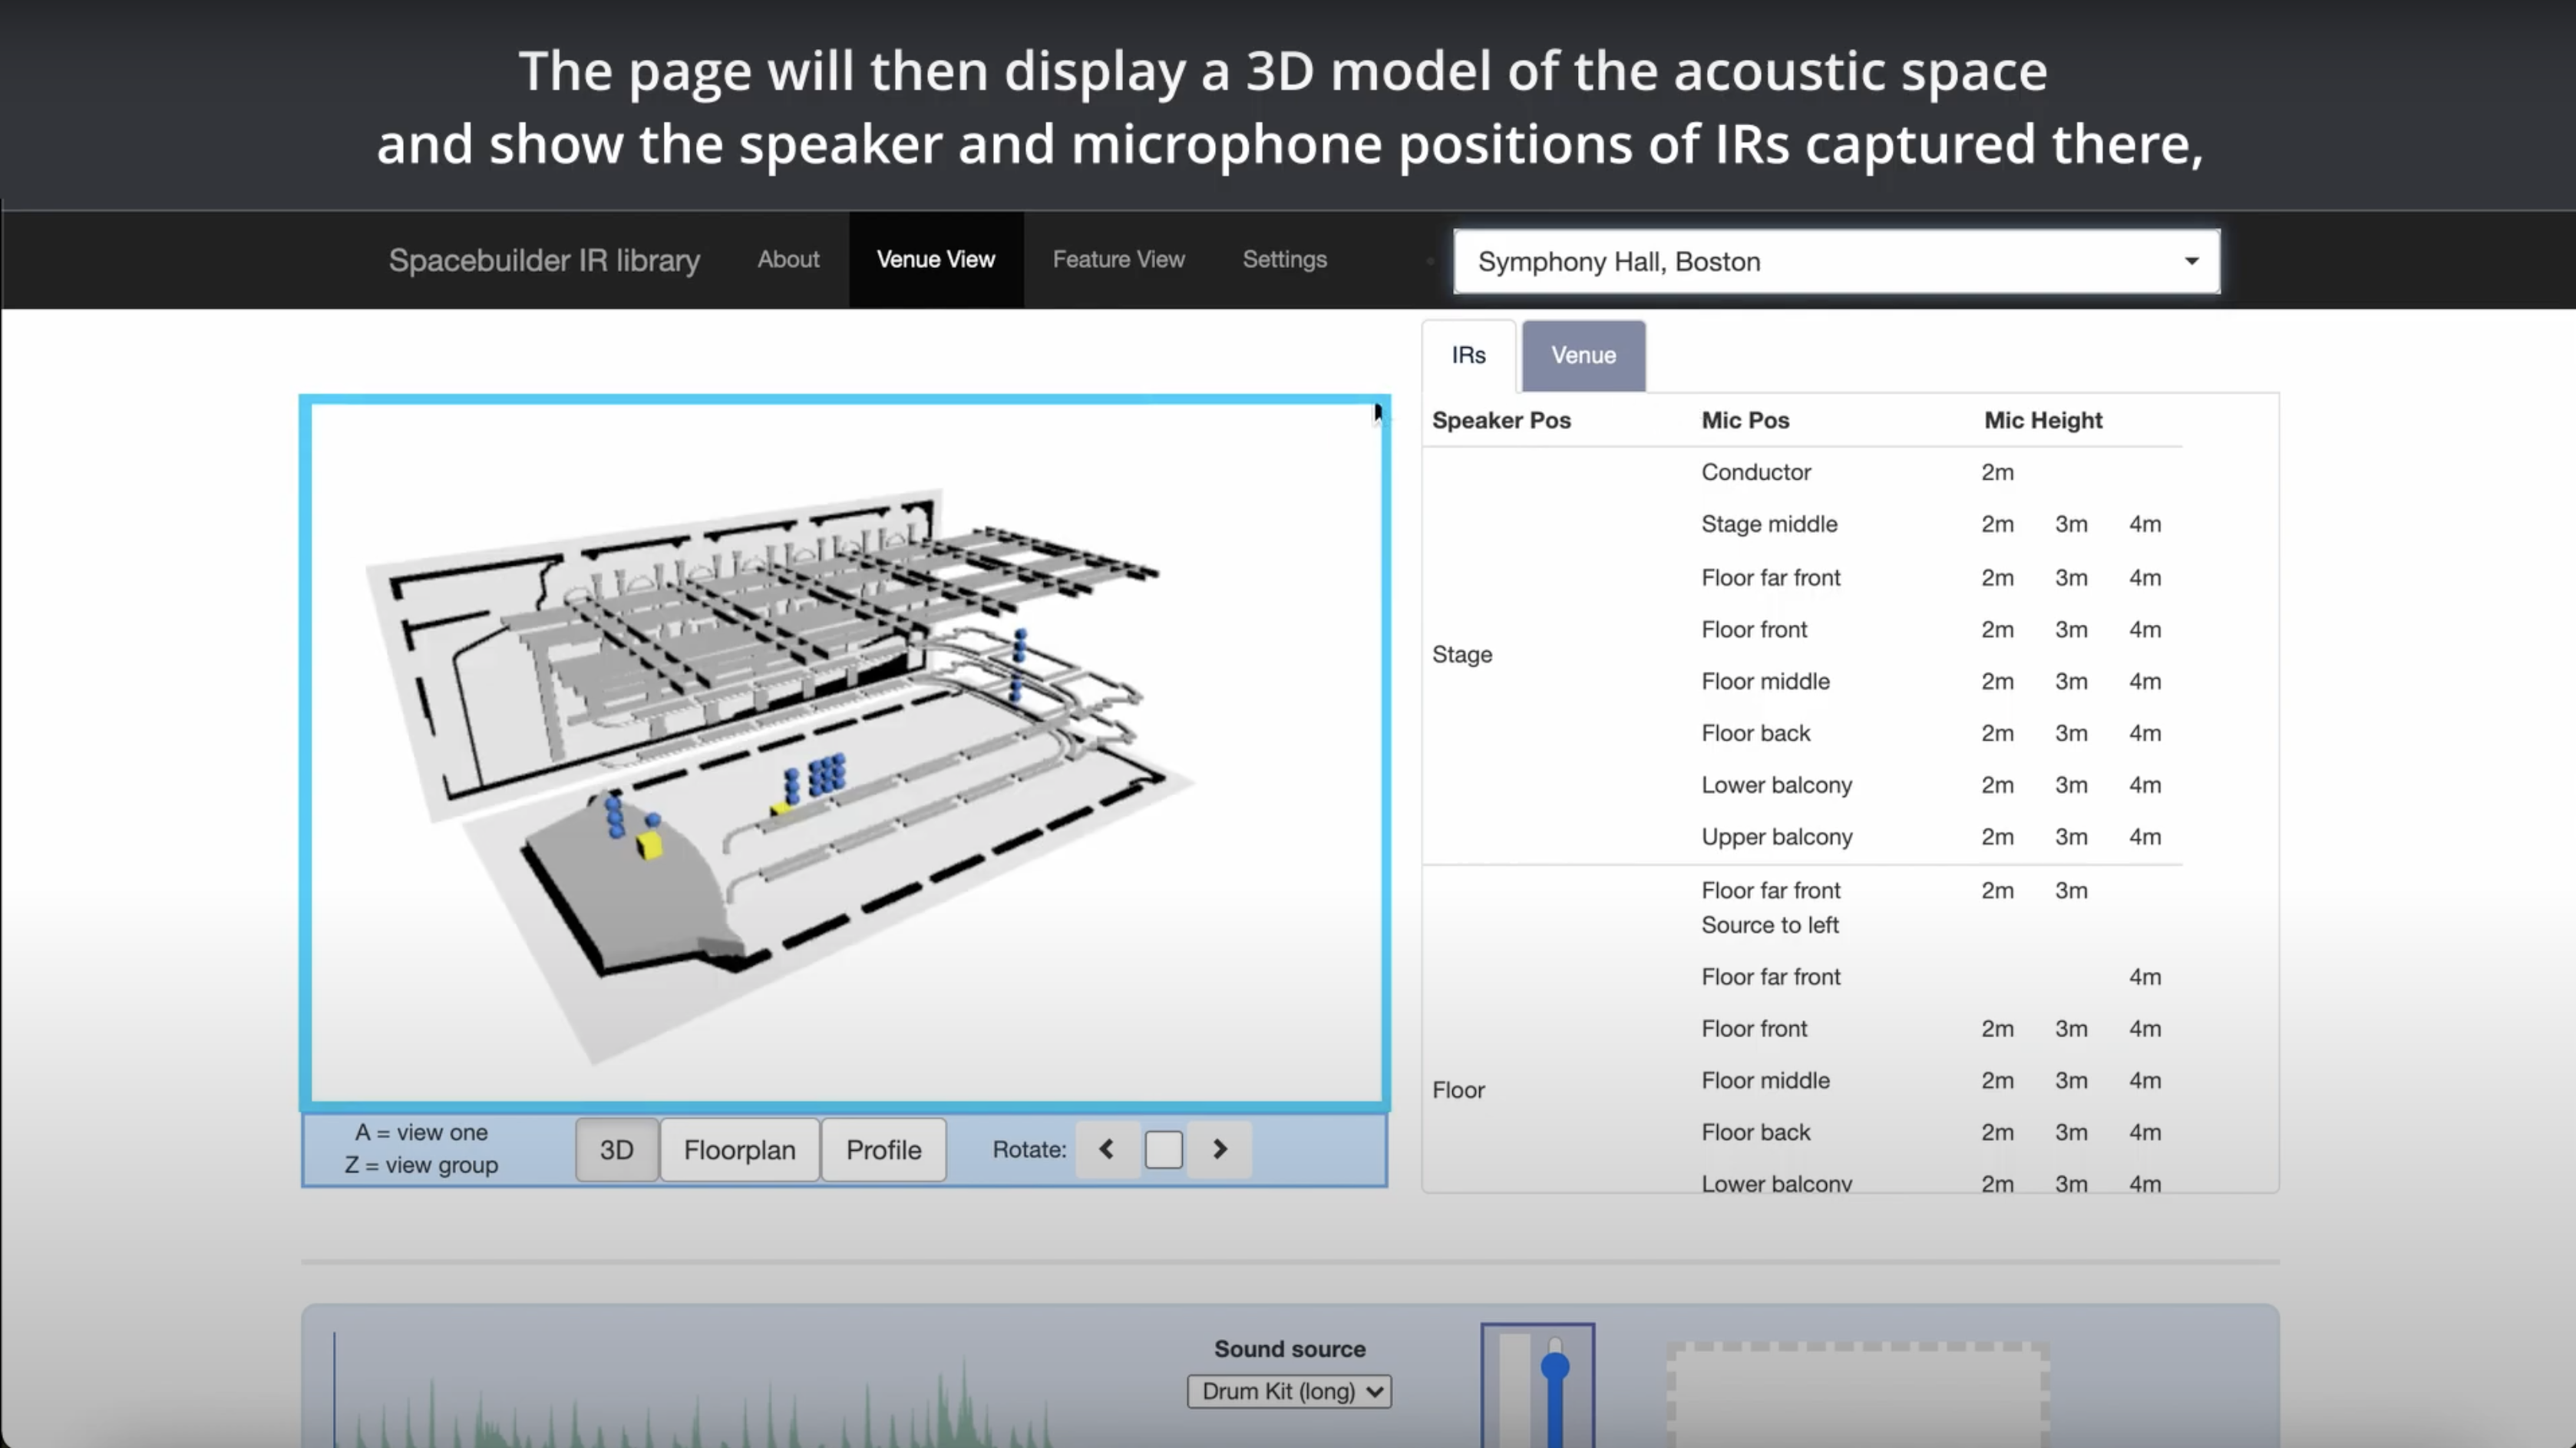 The page will then display a 3D model of the acoustic space
and show the speaker and microphone positions of IRs captured there,
Spacebuilder IR library About Venue View Feature View Settings Symphony Hall, Boston
IRs Venue
Speaker Pos Mic Pos Mic Height
Conductor 2m
Stage middle 2m 3m 4m
Floor far front 2m 3m 4m
Floor front 2m 3m 4m
Stage
Floor middle 2m 3m 4m
Floor back 2m 3m 4m
Lower balcony 2m 3m 4m
Upper balcony 2m 3m 4m
Floor far front 2m 3m
Source to left
Floor far front 4m
Floor front 2m 3m 4m
Floor
Floor middle 2m 3m 4m
Floor back 2m 3m 4m
Lower balcony 2m 3m 4m
A = view one
Z = view group
3D Floorplan Profile Rotate:
Sound source
Drum Kit (long)